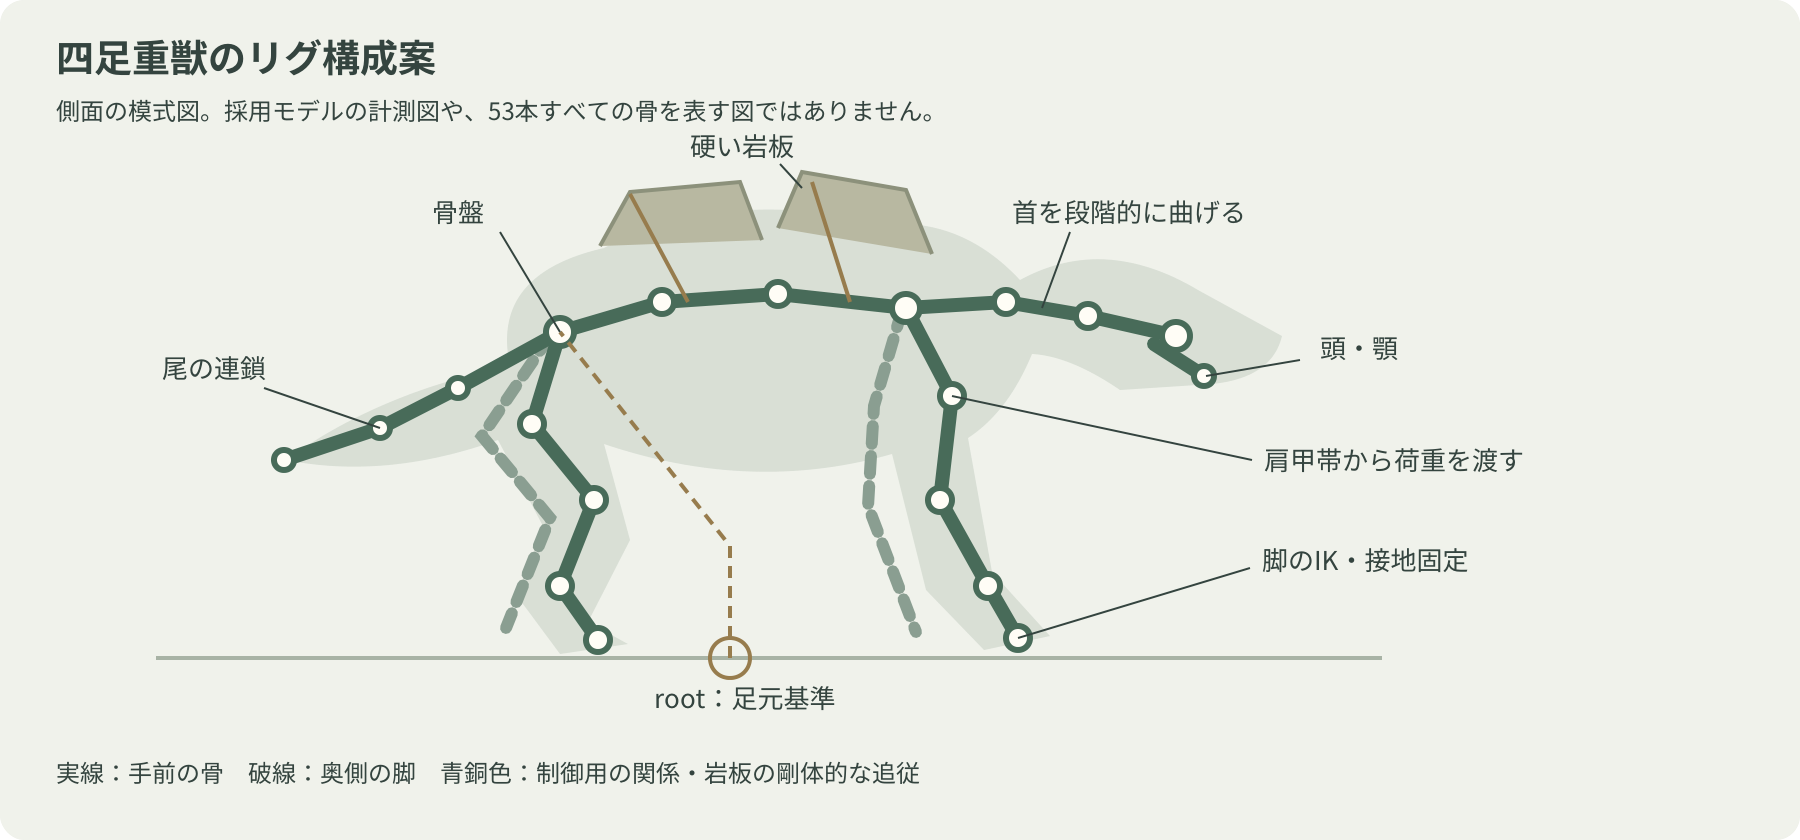 四足重獣のリグ構成案
側面の模式図。採用モデルの計測図や、53本すべての骨を表す図ではありません。
硬い岩板
骨盤
首を段階的に曲げる
頭・顎
尾の連鎖
肩甲帯から荷重を渡す
脚のIK・接地固定
root：足元基準
実線：手前の骨　破線：奥側の脚　青銅色：制御用の関係・岩板の剛体的な追従